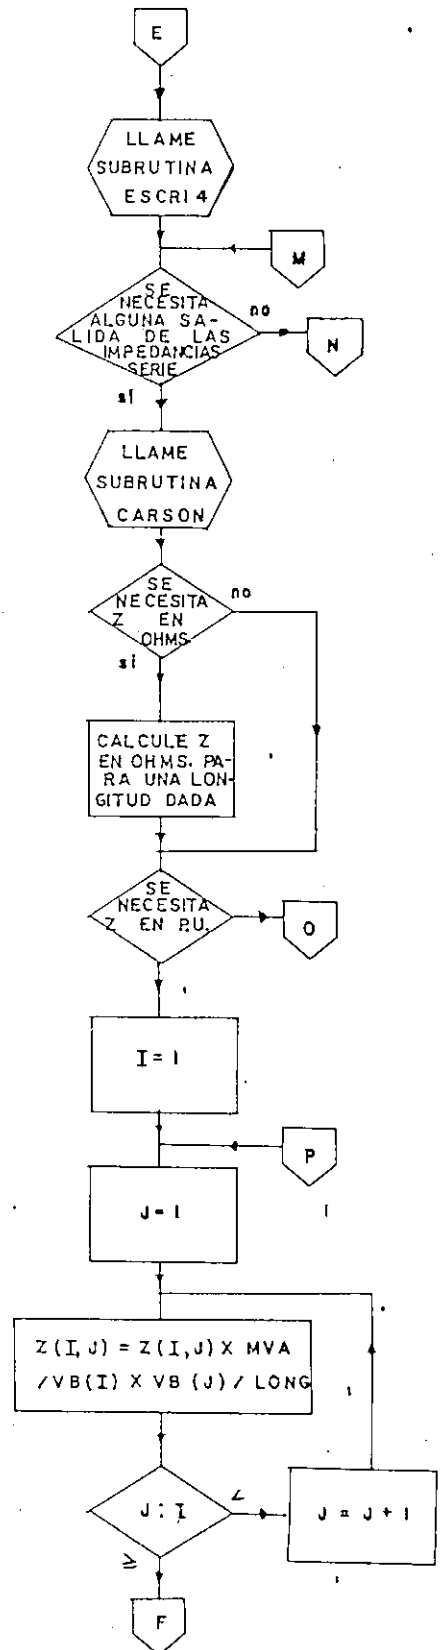 E
LLAME
SUBRUTINA
ESCRI 4
M
SE
NECESITA
ALGUNA SA-
LIDA DE LAS
IMPEDANCIAS
SERIE
no
N
sí
LLAME
SUBRUTINA
CARSON
SE
NECESITA
Z EN
OHMS.
no
sí
CALCULE Z
EN OHMS. PA-
RA UNA LON-
GITUD DADA
SE
NECESITA
Z EN P.U.
O
I = 1
P
J = 1
Z(I,J) = Z(I,J) X MVA
/VB(I) X VB(J)/LONG
J : I
<
J = J + 1
≥
F